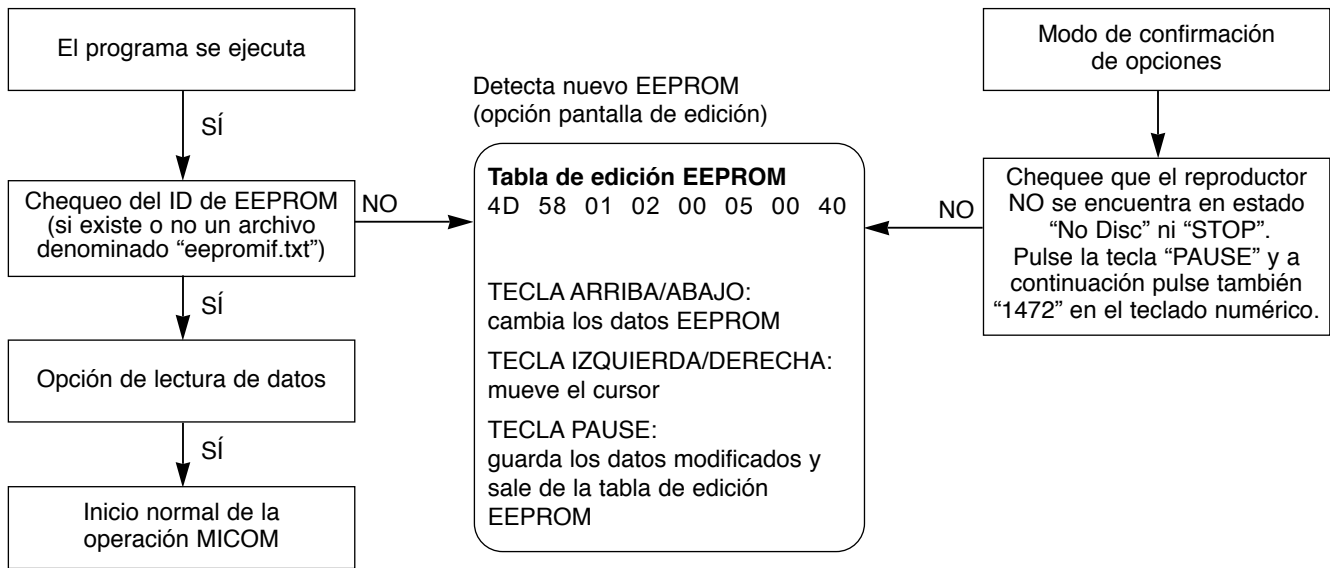 El programa se ejecuta
SÍ
Chequeo del ID de EEPROM
(si existe o no un archivo
denominado “eepromif.txt”)
NO
SÍ
Opción de lectura de datos
SÍ
Inicio normal de la
operación MICOM
Detecta nuevo EEPROM
(opción pantalla de edición)
Tabla de edición EEPROM
4D 58 01 02 00 05 00 40
TECLA ARRIBA/ABAJO:
cambia los datos EEPROM
TECLA IZQUIERDA/DERECHA:
mueve el cursor
TECLA PAUSE:
guarda los datos modificados y
sale de la tabla de edición
EEPROM
Modo de confirmación
de opciones
NO
Chequee que el reproductor
NO se encuentra en estado
“No Disc” ni “STOP”.
Pulse la tecla “PAUSE” y a
continuación pulse también
“1472” en el teclado numérico.